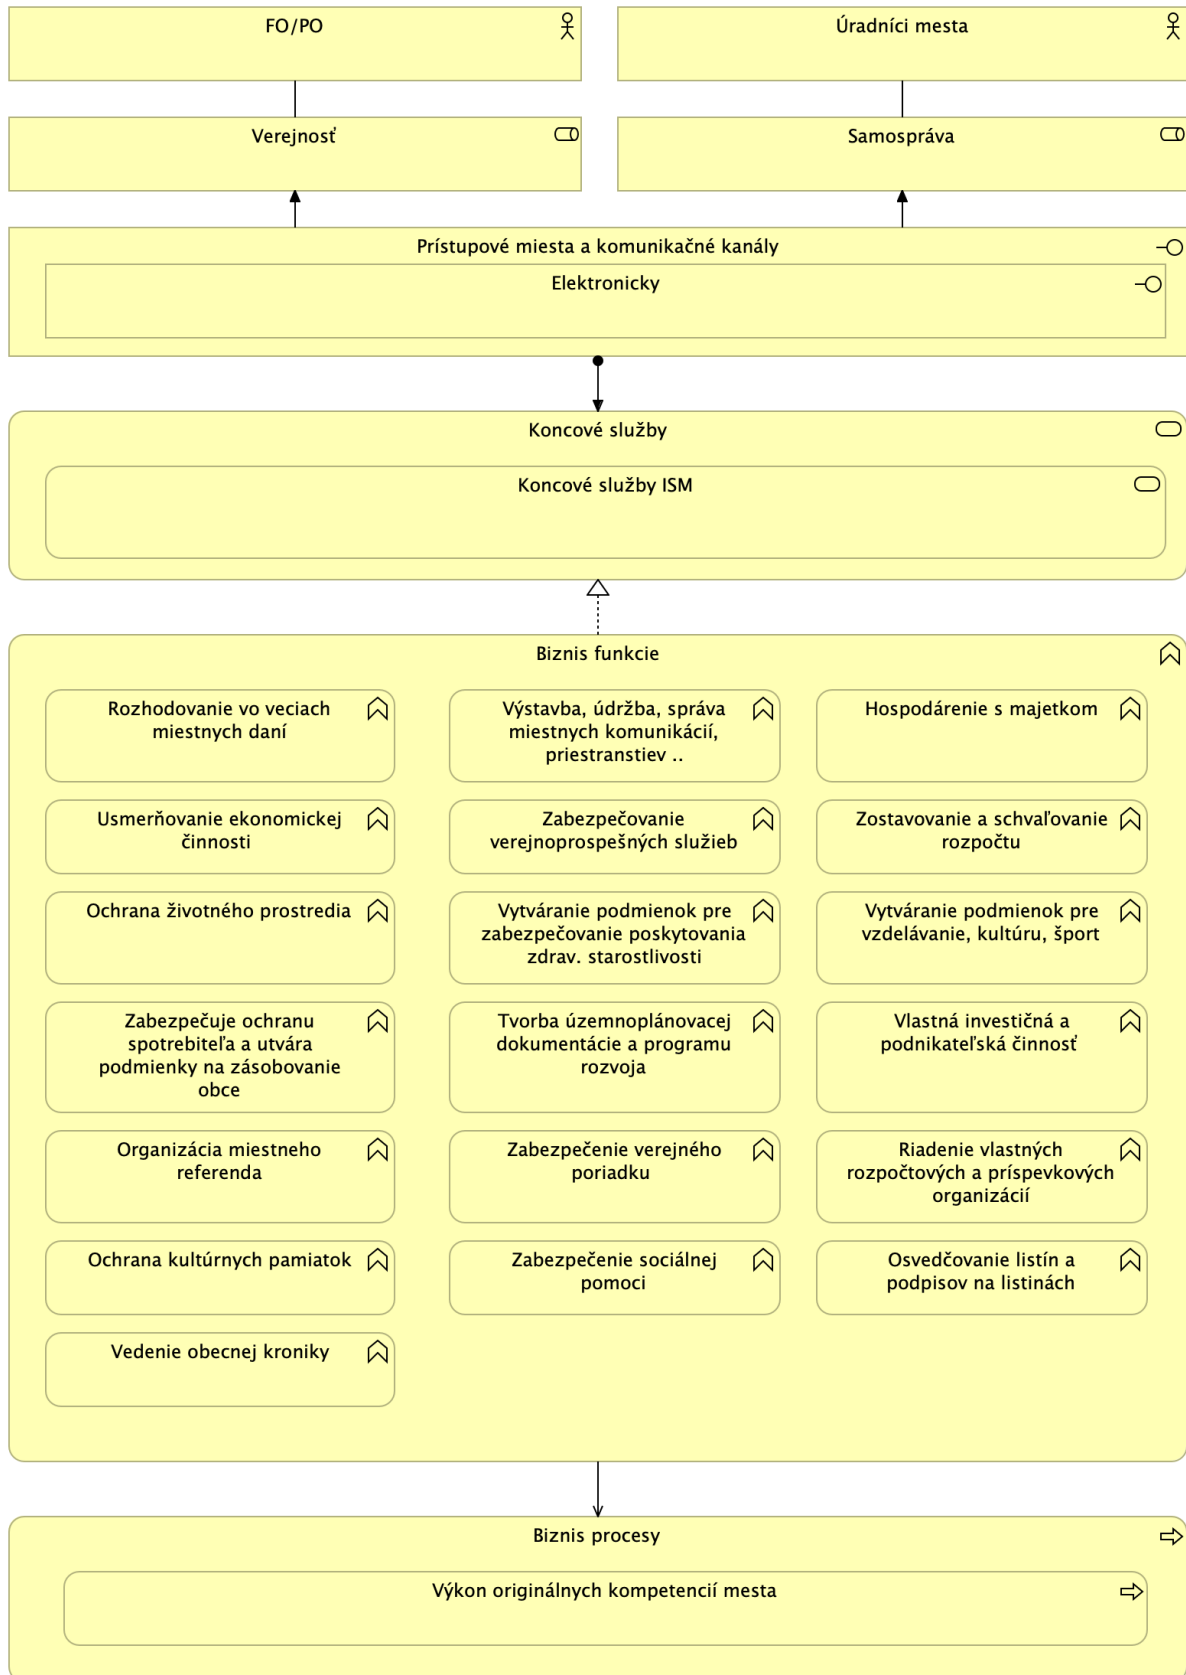 FO/PO
Úradníci mesta
Verejnosť
Samospráva
Prístupové miesta a komunikačné kanály
Elektronicky
Koncové služby
Koncové služby ISM
Biznis funkcie
Rozhodovanie vo veciach
miestnych daní
Výstavba, údržba, správa
miestnych komunikácií,
priestranstiev ..
Hospodárenie s majetkom
Usmerňovanie ekonomickej
činnosti
Zabezpečovanie
verejnoprospešných služieb
Zostavovanie a schvaľovanie
rozpočtu
Ochrana životného prostredia
Vytváranie podmienok pre
zabezpečovanie poskytovania
zdrav. starostlivosti
Vytváranie podmienok pre
vzdelávanie, kultúru, šport
Zabezpečuje ochranu
spotrebiteľa a utvára
podmienky na zásobovanie
obce
Tvorba územnoplánovacej
dokumentácie a programu
rozvoja
Vlastná investičná a
podnikateľská činnosť
Organizácia miestneho
referenda
Zabezpečenie verejného
poriadku
Riadenie vlastných
rozpočtových a príspevkových
organizácií
Ochrana kultúrnych pamiatok
Zabezpečenie sociálnej
pomoci
Osvedčovanie listín a
podpisov na listinách
Vedenie obecnej kroniky
Biznis procesy
Výkon originálnych kompetencií mesta